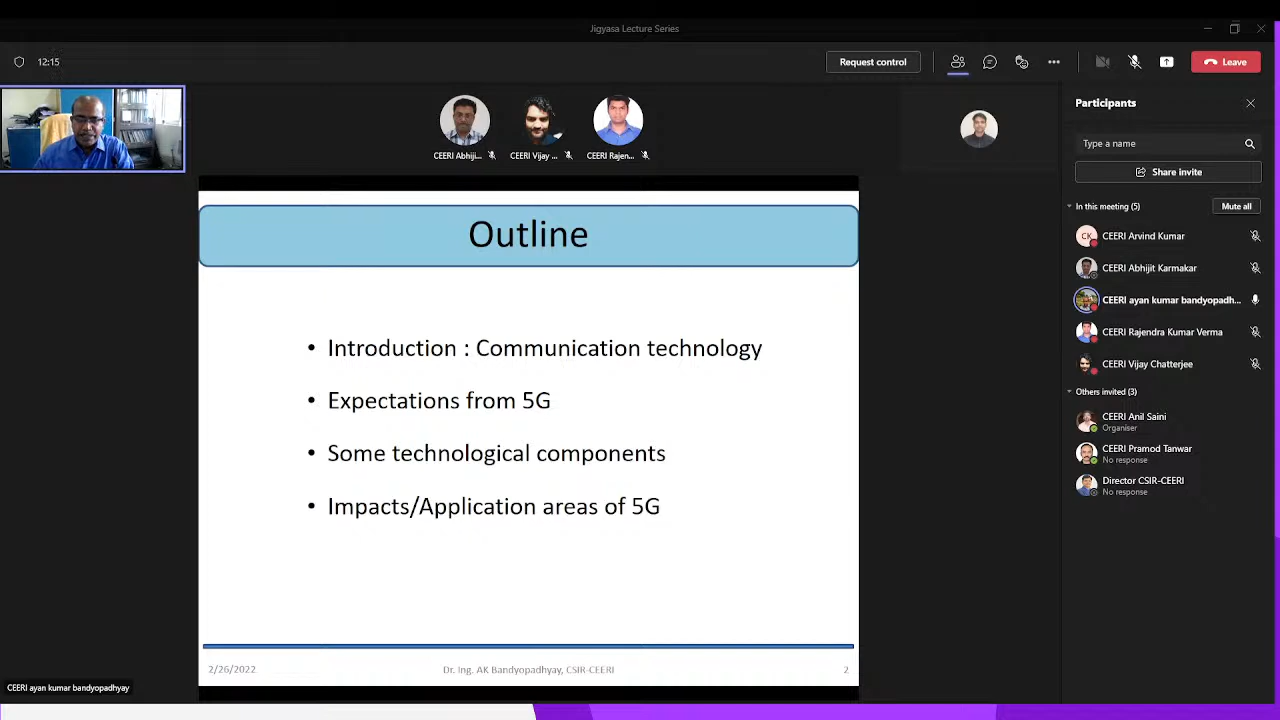 Jigyasa Lecture Series
12:15
Request control
Leave
CEERI Abhiji...
CEERI Vijay ...
CEERI Rajen...
Participants
Type a name
Share invite
In this meeting (5)
Mute all
CK
CEERI Arvind Kumar
CEERI Abhijit Karmakar
CEERI ayan kumar bandyopadh...
CEERI Rajendra Kumar Verma
CEERI Vijay Chatterjee
Others invited (3)
CEERI Anil Saini
Organiser
CEERI Pramod Tanwar
No response
Director CSIR-CEERI
No response
Outline
• Introduction : Communication technology
• Expectations from 5G
• Some technological components
• Impacts/Application areas of 5G
2/26/2022
Dr. Ing. AK Bandyopadhyay, CSIR-CEERI
2
CEERI ayan kumar bandyopadhyay